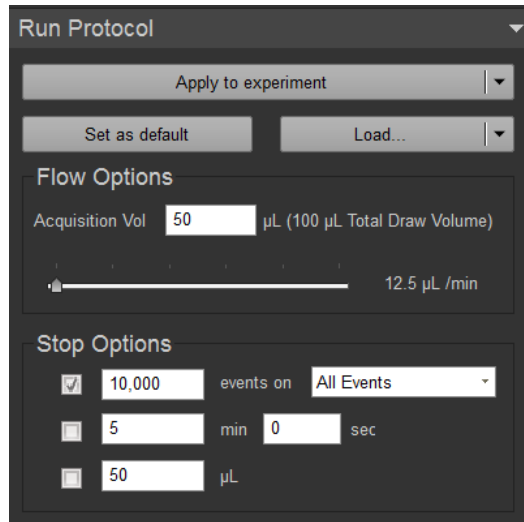 Run Protocol
Apply to experiment
Set as default Load...
Flow Options
Acquisition Vol 50 µL (100 µL Total Draw Volume)
12.5 µL /min
Stop Options
10,000 events on All Events
5 min 0 sec
50 µL